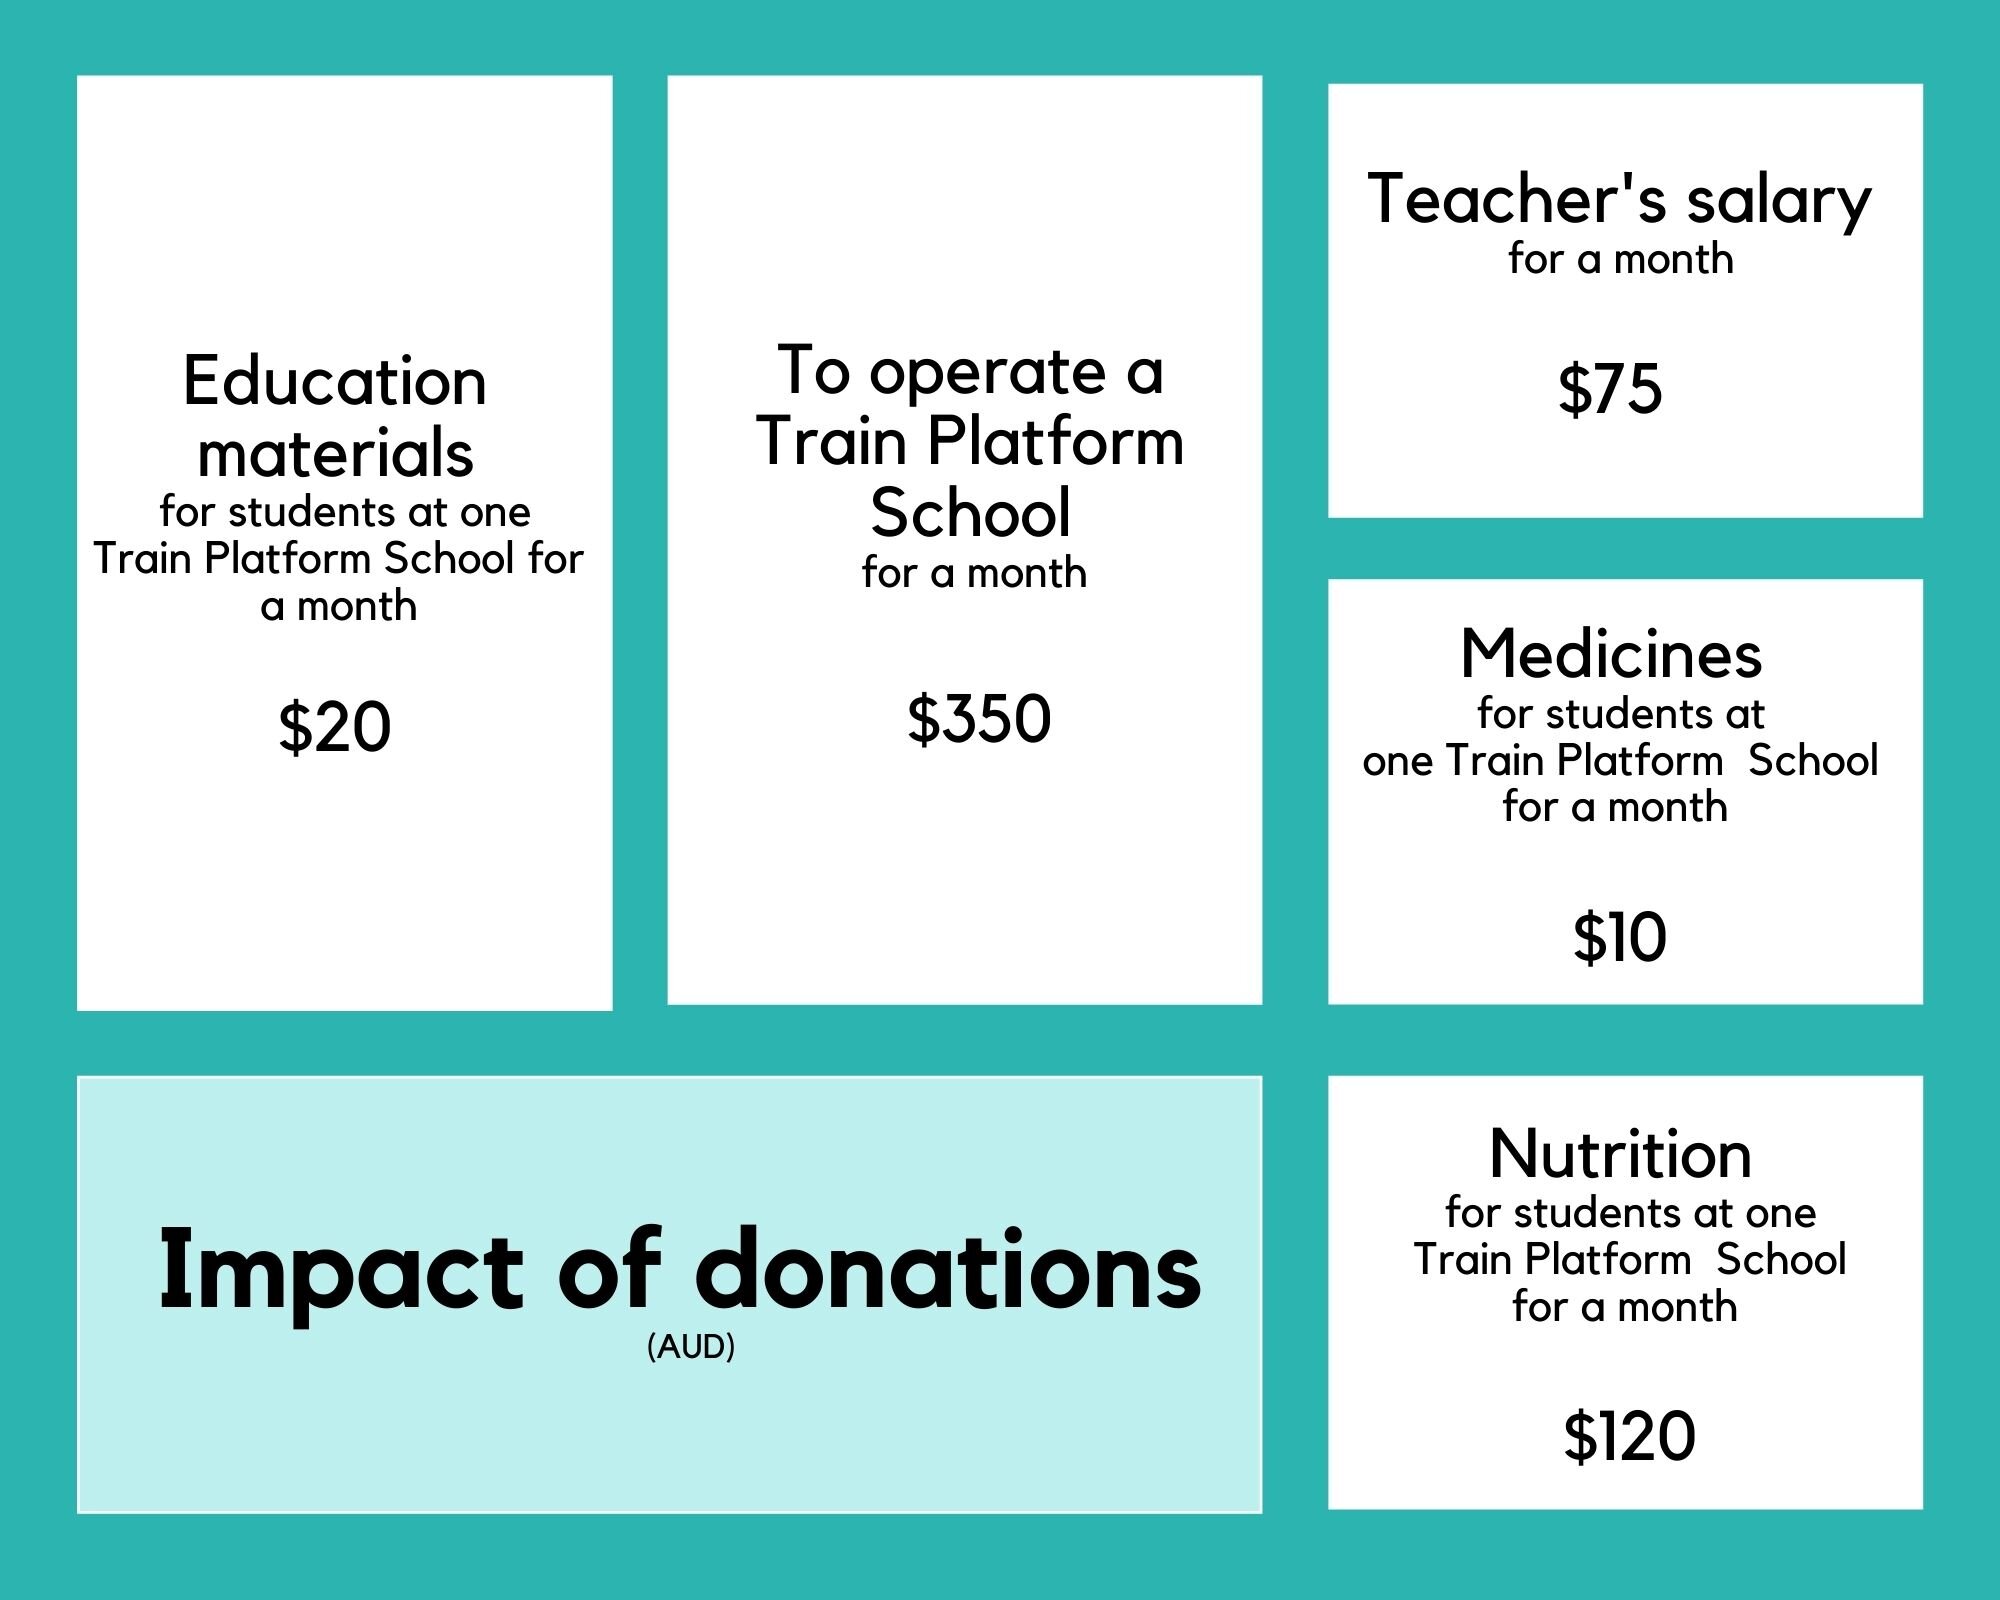 Education
materials
for students at one
Train Platform School for
a month
$20
To operate a
Train Platform
School
for a month
$350
Teacher's salary
for a month
$75
Medicines
for students at
one Train Platform  School
for a month
$10
Impact of donations
(AUD)
Nutrition
for students at one
Train Platform  School
for a month
$120